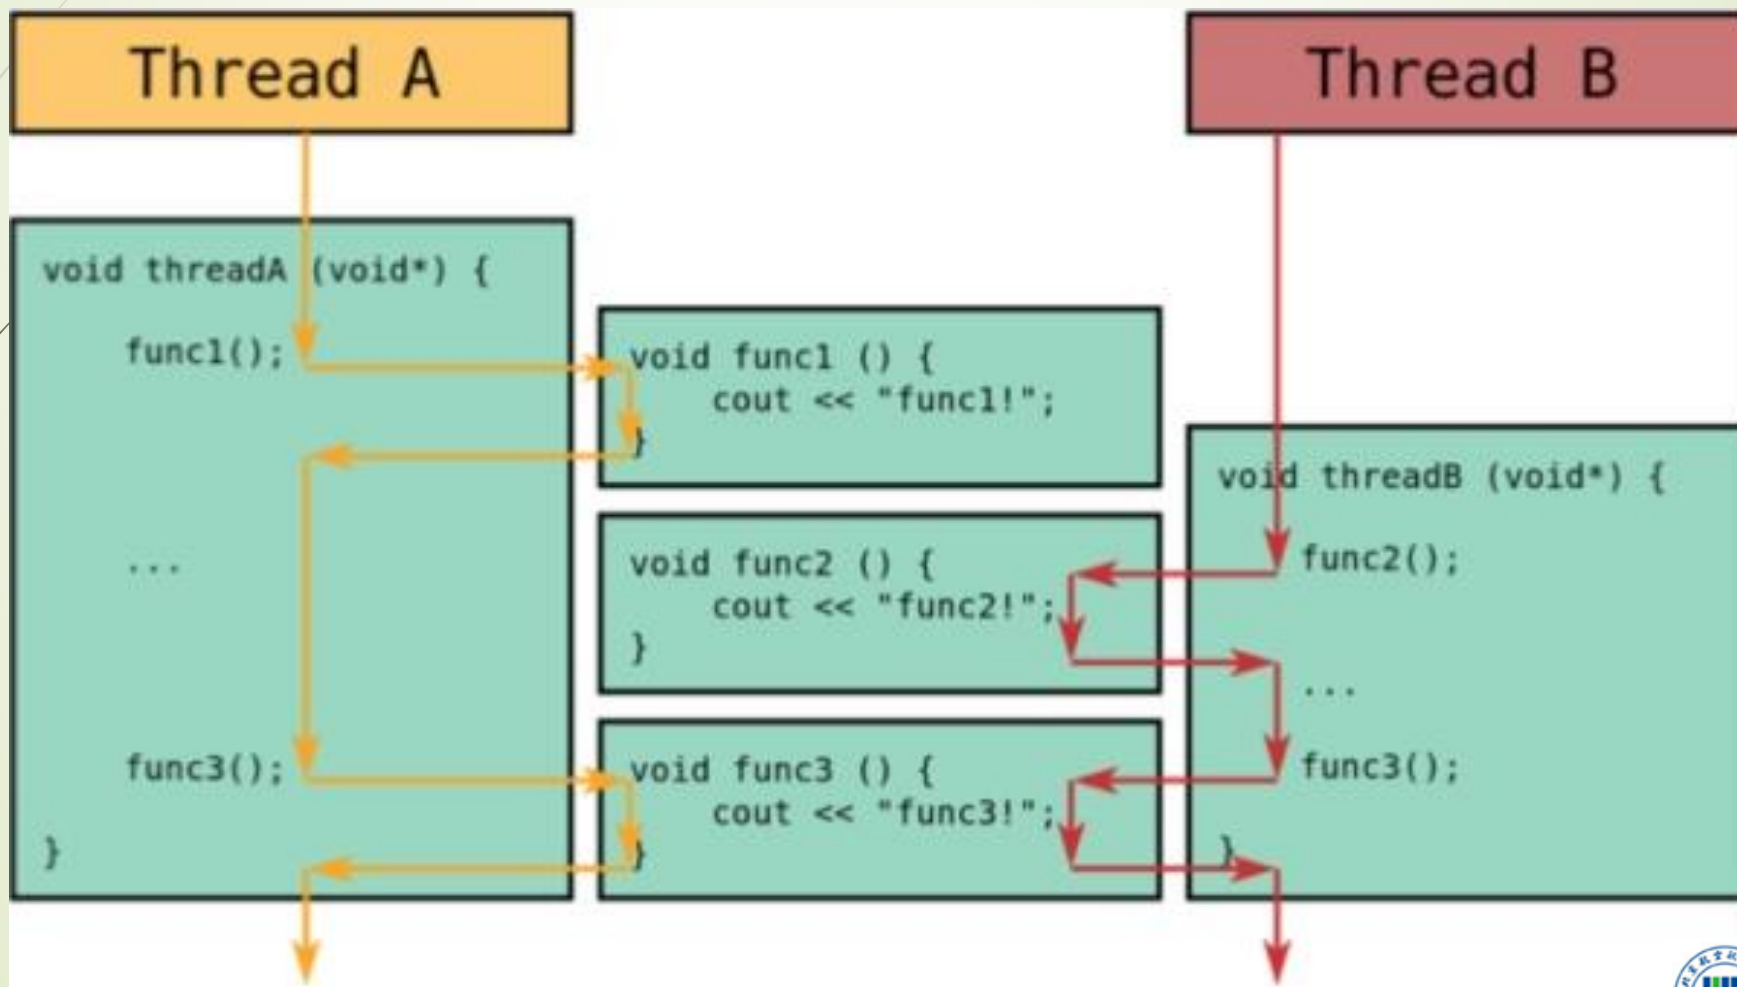 Thread A
Thread B
void threadA (void*) {
func1();
...
func3();
}
void func1 () {
cout << "func1!";
}
void func2 () {
cout << "func2!";
}
void func3 () {
cout << "func3!";
}
void threadB (void*) {
func2();
...
func3();
}